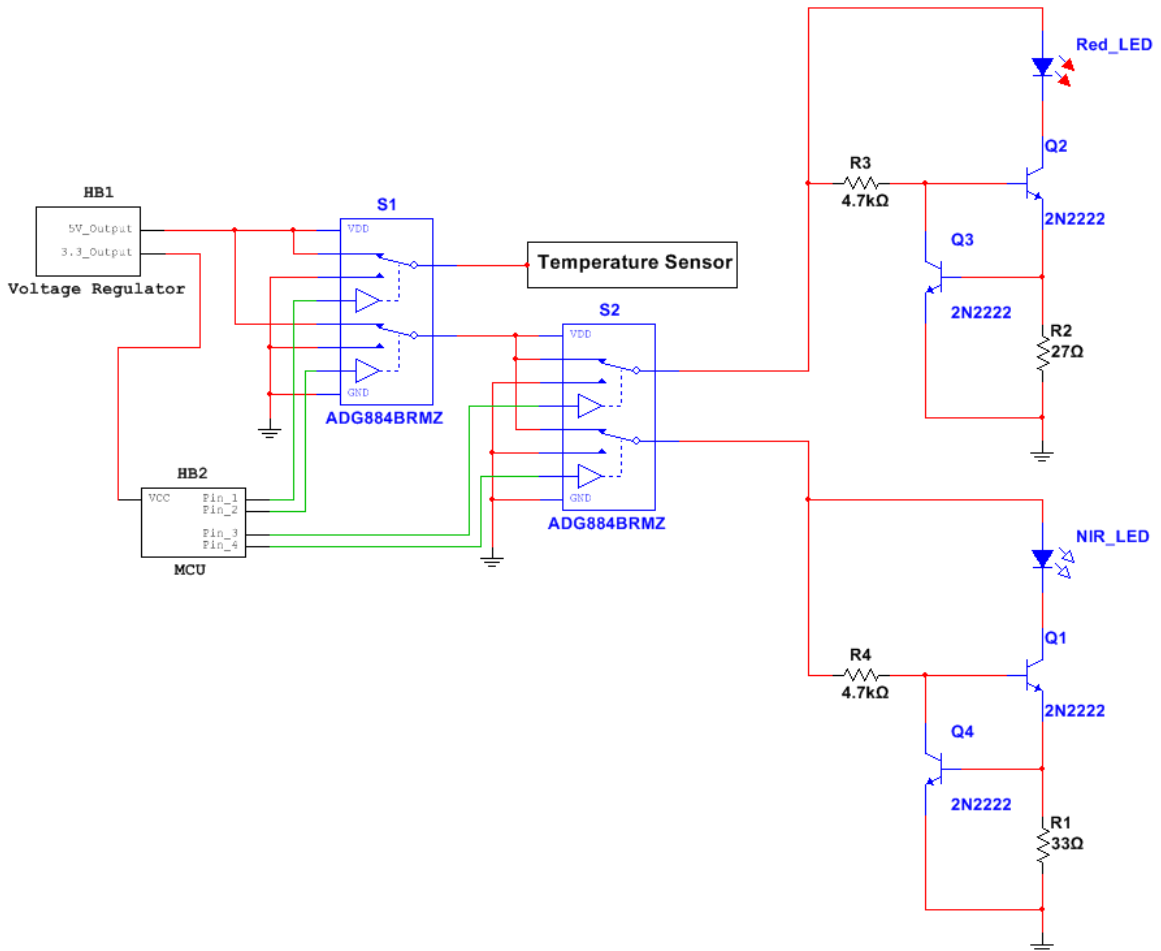 Red_LED
Q2
R3
4.7kΩ
2N2222
HB1
S1
5V_Output
VDD
3.3_Output
Q3
Temperature Sensor
Voltage Regulator
S2
2N2222
VDD
R2
27Ω
GND
ADG884BRMZ
HB2
VCC
Pin_1
Pin_2
GND
Pin_3
ADG884BRMZ
Pin_4
NIR_LED
MCU
Q1
R4
4.7kΩ
2N2222
Q4
2N2222
R1
33Ω